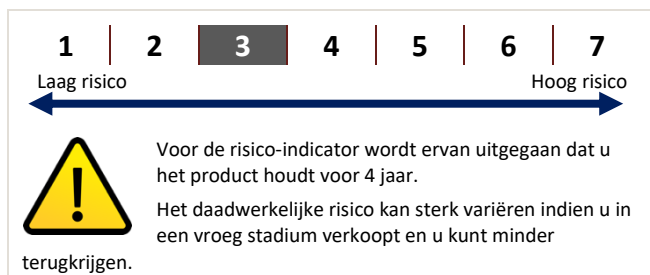 1 2 3 4 5 6 7
Laag risico Hoog risico
Voor de risico-indicator wordt ervan uitgegaan dat u
het product houdt voor 4 jaar.
Het daadwerkelijke risico kan sterk variëren indien u in
een vroeg stadium verkoopt en u kunt minder
terugkrijgen.